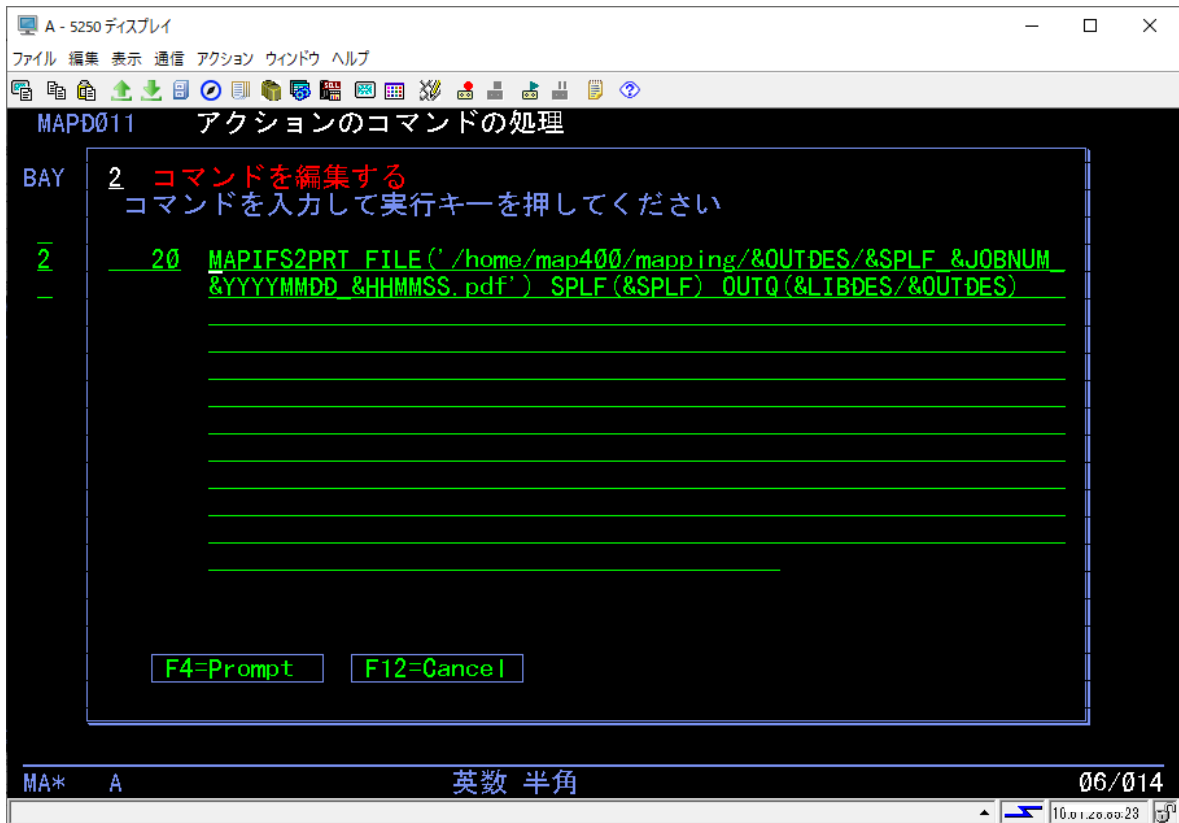 A - 5250 ディスプレイ
ファイル 編集 表示 通信 アクション ウィンドウ ヘルプ
MAPD011 アクションのコマンドの処理
BAY 2 コマンドを編集する
コマンドを入力して実行キーを押してください
2 20 MAPIFS2PRT FILE('/home/map400/mapping/&OUTDES/&SPLF_&JOBNUM_
&YYYYMMDD_&HHMMSS.pdf') SPLF(&SPLF) OUTQ(&LIBDES/&OUTDES)
F4=Prompt F12=Cancel
MA* A 英数 半角 06/014